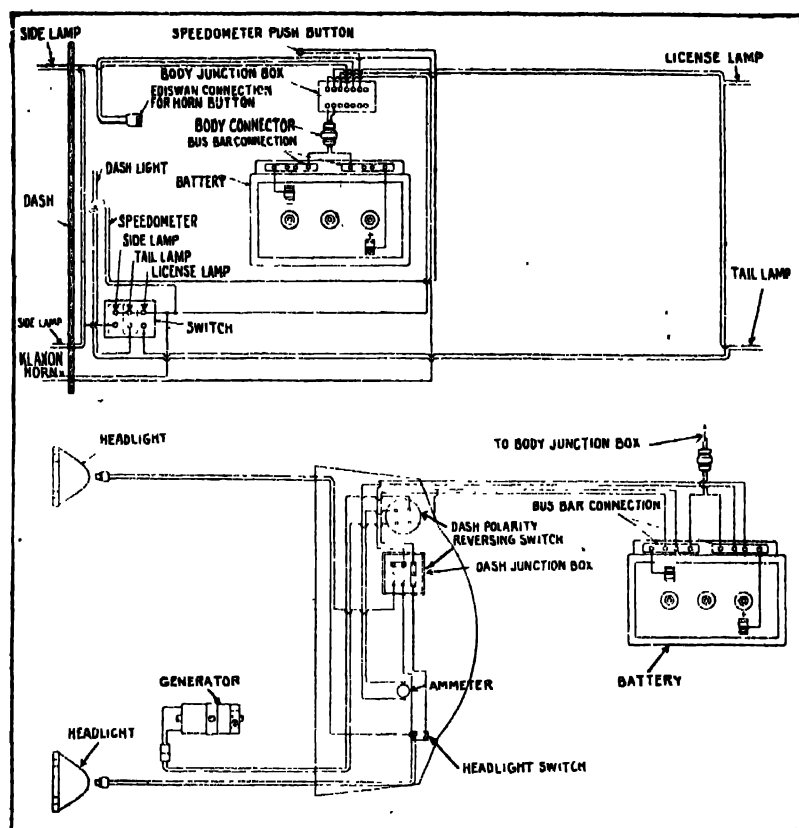 SIDE LAMP
SPEEDOMETER PUSH BUTTON
LICENSE LAMP
BODY JUNCTION BOX
EDISWAN CONNECTION
FOR HORN BUTTON
BODY CONNECTOR
BUS BAR CONNECTION
DASH LIGHT
BATTERY
DASH
SPEEDOMETER
SIDE LAMP
TAIL LAMP
LICENSE LAMP
TAIL LAMP
SIDE LAMP
SWITCH
KLAXON
HORN
HEADLIGHT
TO BODY JUNCTION BOX
BUS BAR CONNECTION
DASH POLARITY
REVERSING SWITCH
DASH JUNCTION BOX
GENERATOR
AMMETER
BATTERY
HEADLIGHT
HEADLIGHT SWITCH